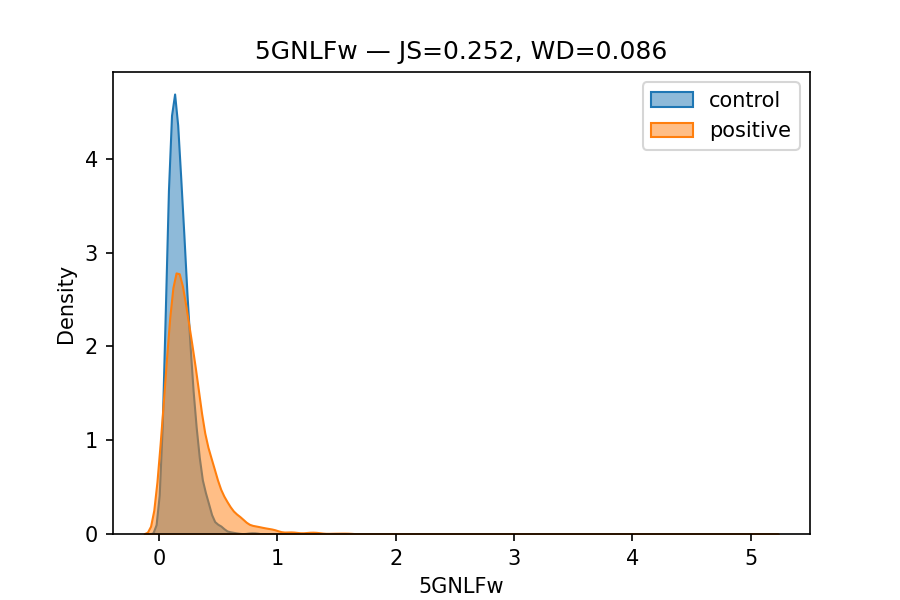 5GNLFw — JS=0.252, WD=0.086
control
positive
Density
4
3
2
1
0
0 1 2 3 4 5
5GNLFw